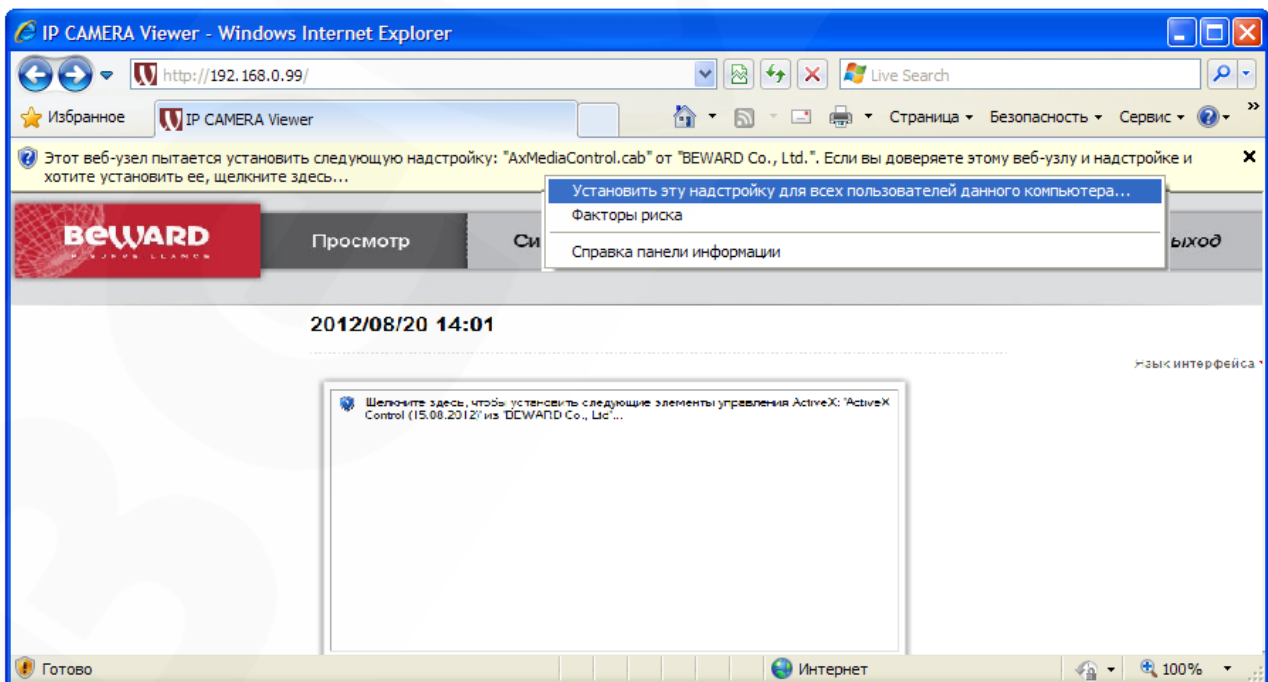 IP CAMERA Viewer - Windows Internet Explorer
http://192.168.0.99/
Live Search
Избранное
IP CAMERA Viewer
Страница
Безопасность
Сервис
Этот веб-узел пытается установить следующую надстройку: "AxMediaControl.cab" от "BEWARD Co., Ltd.". Если вы доверяете этому веб-узлу и надстройке и
хотите установить ее, щелкните здесь...
Установить эту надстройку для всех пользователей данного компьютера...
Факторы риска
Справка панели информации
BEWARD
Просмотр
Си
ыход
2012/08/20 14:01
Язык интерфейса
Щелкните здесь, чтобы установить следующие элементы управления ActiveX: 'ActiveX
Control (15.08.2012)' из 'BEWARD Co., Ltd'...
Готово
Интернет
100%